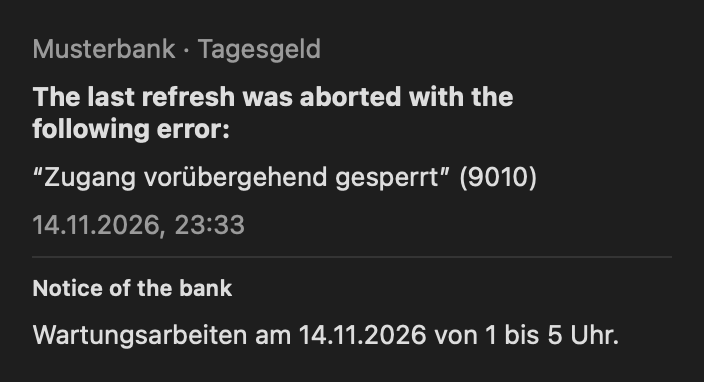 Musterbank · Tagesgeld
The last refresh was aborted with the
following error:
“Zugang vorübergehend gesperrt” (9010)
14.11.2026, 23:33
Notice of the bank
Wartungsarbeiten am 14.11.2026 von 1 bis 5 Uhr.